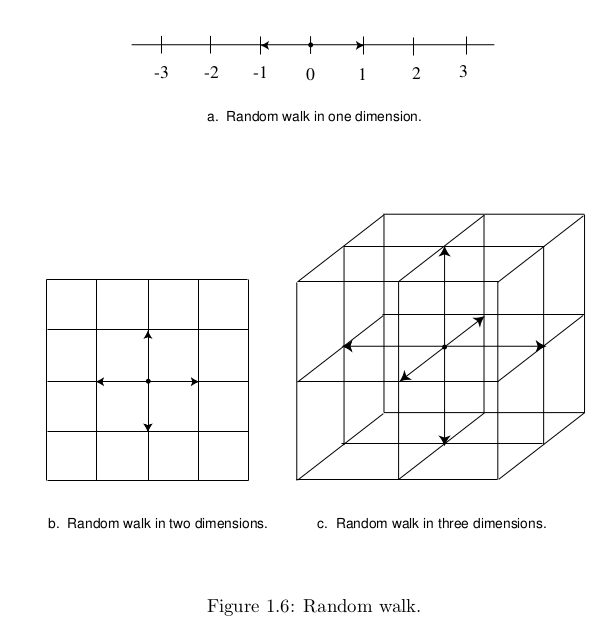 -3 -2 -1 0 1 2 3
a. Random walk in one dimension.
b. Random walk in two dimensions.
c. Random walk in three dimensions.
Figure 1.6: Random walk.